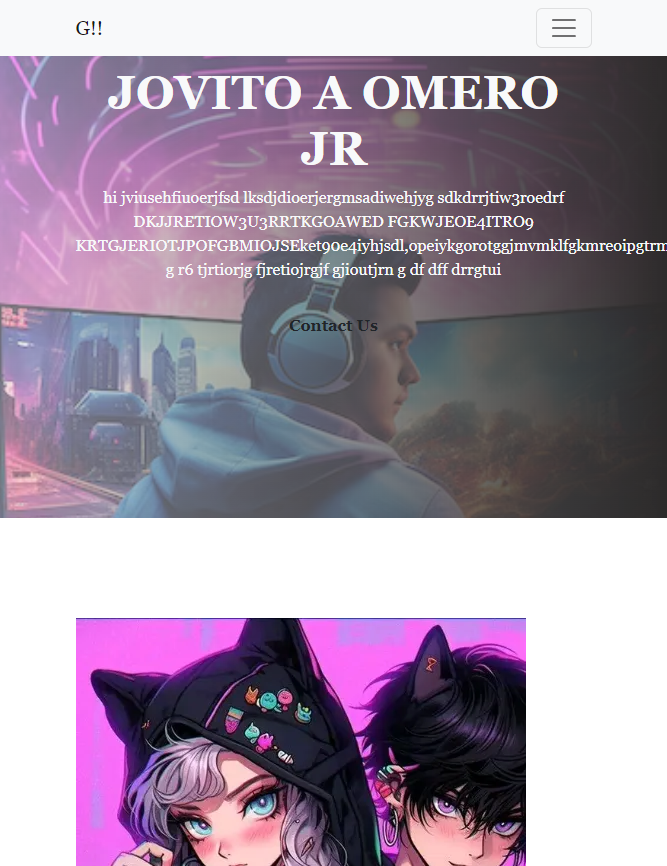 G!!
JOVITO A OMERO
JR
hi jviusehfiuoerjfsd lksdjdioerjergmsadiwehjyg sdkdrrjtiw3roedrf
DKJJRETIOW3U3RRTKGOAWED FGKWJEOE4ITRO9
KRTGJERIOTJPOFGBMIOJSEket90e4iyhjsdl,opeiykgorotggjmvmklfgkmreoipgtrm
g r6 tjrtiorjg fjretiojrgjf gjioutjrn g df dff drrgtui
Contact Us